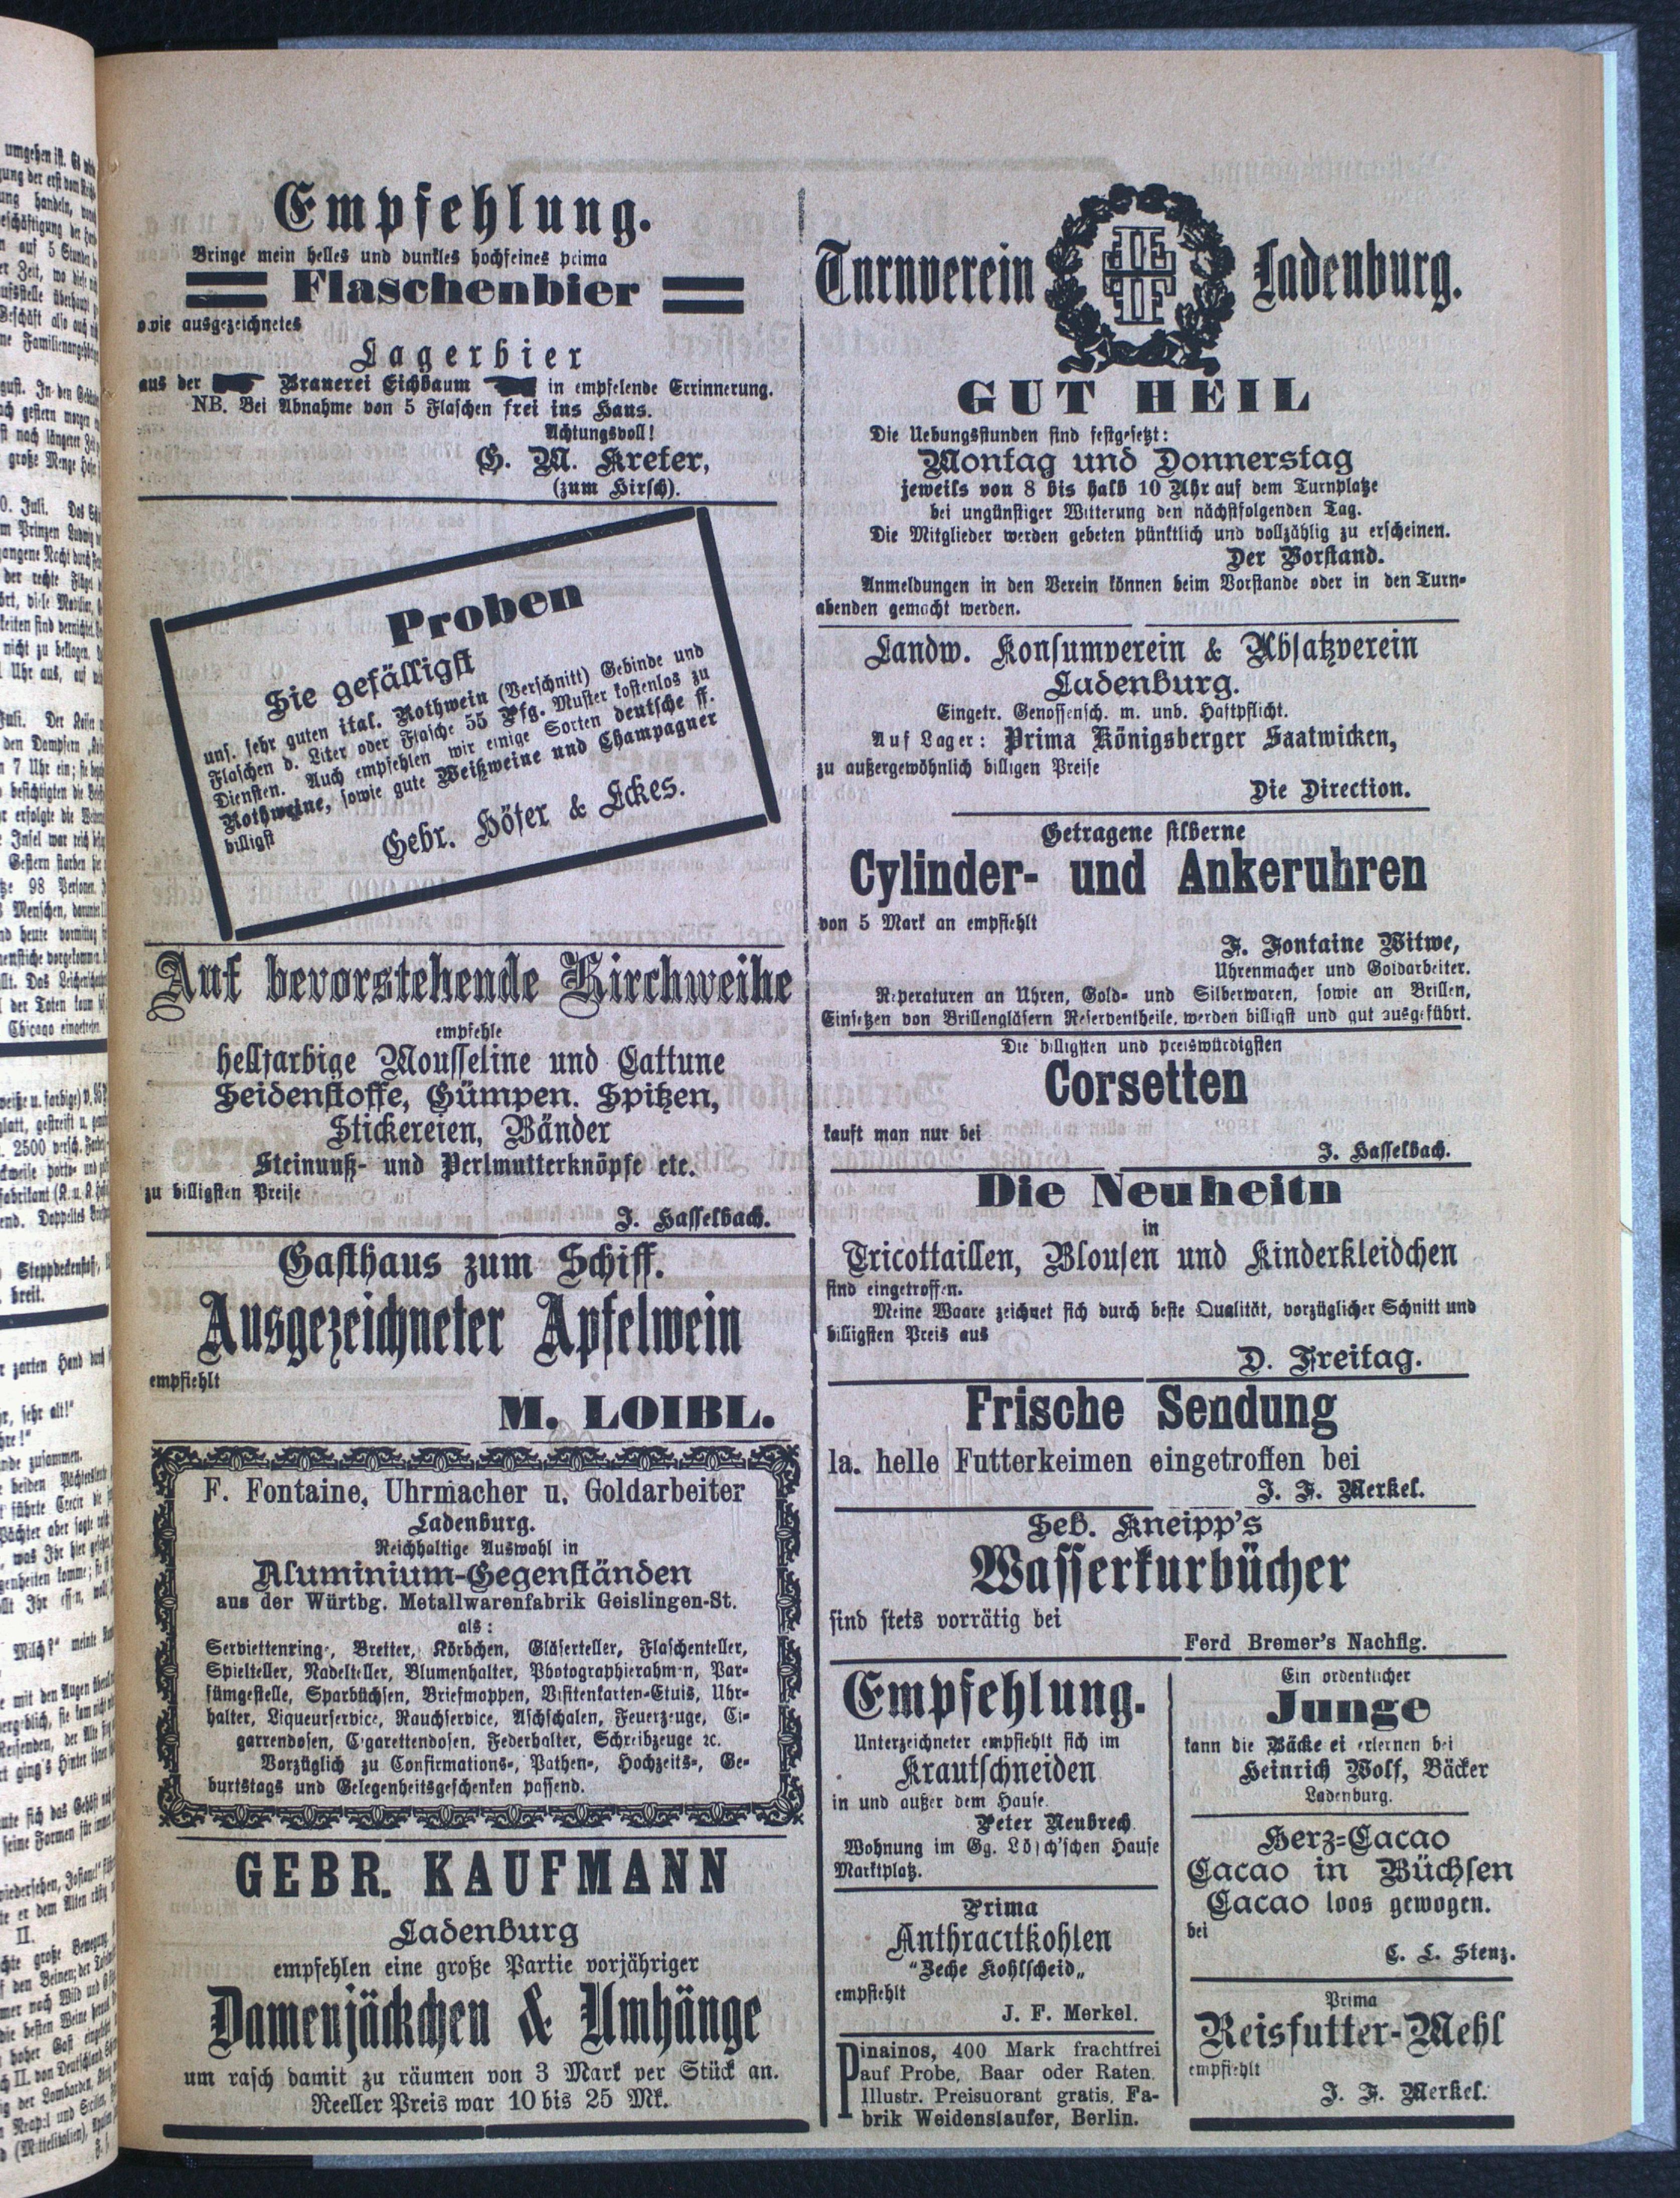 Empfehlung.
Bringe mein helles und dunkles hochfeines prima
Flaschenbier
owie ausgezeichnetes
Lagerbier
aus der Brauerei Eichbaum in empfelende Errinnerung.
NB. Bei Abnahme von 5 Flaschen frei ins Haus.
Achtungsvoll!
G. M. Kreter,
(zum Hirsch).
Proben
Sie gefälligst
uns. sehr guten ital. Rothwein (Verschnitt) Gebinde und
Flaschen d. Liter oder Flasche 55 Pfg. Muster kostenlos zu
Diensten. Auch empfehlen wir einige Sorten deutsche ff.
Rothweine, sowie gute Weißweine und Champagner
billigst
Gebr. Höfer & Eckes.
Auf bevorstehende Kirchweihe
empfehle
hellfarbige Mousseline und Cattune
Seidenstoffe, Gümpen. Spitzen,
Stickereien, Bänder
Steinnuß- und Perlmutterknöpfe etc.
zu billigsten Preise
J. Hasselbach.
Gasthaus zum Schiff.
Ausgezeichneter Apfelwein
empfiehlt
M. LOIBL.
F. Fontaine, Uhrmacher u. Goldarbeiter
Ladenburg.
Reichhaltige Auswahl in
Aluminium-Gegenständen
aus der Würtbg. Metallwarenfabrik Geislingen-St.
als:
Serviettenring, Bretter, Körbchen, Gläserteller, Flaschenteller,
Spielteller, Nadelteller, Blumenhalter, Photographierahmen, Par-
fümgestelle, Sparbüchsen, Briefmappen, Visitenkarten-Etuis, Uhr-
halter, Liqueurservice, Rauchservice, Aschschalen, Feuerzeuge, Ci-
garrendosen, Cigarettendosen, Federhalter, Schreibzeuge ꝛc.
Vorzüglich zu Confirmations-, Pathen-, Hochzeits-, Ge-
burtstags und Gelegenheitsgeschenken passend.
GEBR. KAUFMANN
Ladenburg
empfehlen eine große Partie vorjähriger
Damenjäckchen & Umhänge
um rasch damit zu räumen von 3 Mark per Stück an.
Reeller Preis war 10 bis 25 Mk.
Turnverein Ladenburg.
GUT HEIL
Die Uebungsstunden sind festgesetzt:
Montag und Donnerstag
jeweils von 8 bis halb 10 Uhr auf dem Turnplatze
bei ungünstiger Witterung den nächstfolgenden Tag.
Die Mitglieder werden gebeten pünktlich und vollzählig zu erscheinen.
Der Vorstand.
Anmeldungen in den Verein können beim Vorstande oder in den Turn-
abenden gemacht werden.
Landw. Konsumverein & Absatzverein
Ladenburg.
Eingetr. Genossensch. m. unb. Haftpflicht.
Auf Lager: Prima Königsberger Saatwicken,
zu außergewöhnlich billigen Preise
Die Direction.
Getragene silberne
Cylinder- und Ankeruhren
von 5 Mark an empfiehlt
F. Fontaine Witwe,
Uhrenmacher und Goldarbeiter.
Reperaturen an Uhren, Gold- und Silberwaren, sowie an Brillen,
Einsetzen von Brillengläsern Reserventheile, werden billigst und gut ausgeführt.
Die billigsten und preiswürdigsten
Corsetten
kauft man nur bei
J. Hasselbach.
Die Neuheitn
in
Tricottaillen, Blousen und Kinderkleidchen
sind eingetroffen.
Meine Waare zeichnet sich durch beste Qualität, vorzüglicher Schnitt und
billigsten Preis aus
D. Freitag.
Frische Sendung
Ia. helle Futterkeimen eingetroffen bei
J. F. Merkel.
Seb. Kneipp's
Wasserkurbücher
sind stets vorrätig bei
Ferd Bremer's Nachflg.
Empfehlung.
Unterzeichneter empfiehlt sich im
Krautschneiden
in und außer dem Hause.
Peter Neubrech
Wohnung im Gg. Lösch'schen Hause
Marktplatz.
Prima
Anthracitkohlen
"Zeche Kohlscheid„
empfiehlt
J. F. Merkel.
Pinainos, 400 Mark frachtfrei
auf Probe, Baar oder Raten.
Illustr. Preisuorant gratis, Fa-
brik Weidenslaufer, Berlin.
Ein ordentlicher
Junge
kann die Bäcke ei erlernen bei
Heinrich Wolf, Bäcker
Ladenburg.
Herz-Cacao
Cacao in Büchsen
Cacao loos gewogen.
bei
C. L. Stenz.
Prima
Reisfutter-Mehl
empfiehlt
J. F. Merkel.